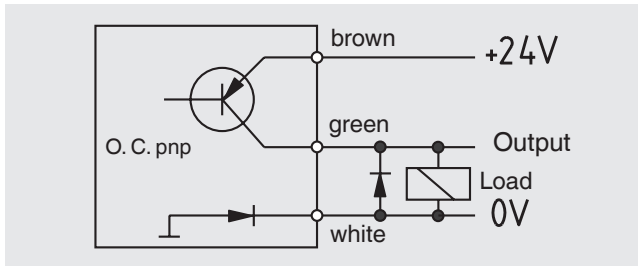 brown
+24V
green
O. C. pnp
Output
Load
0V
white